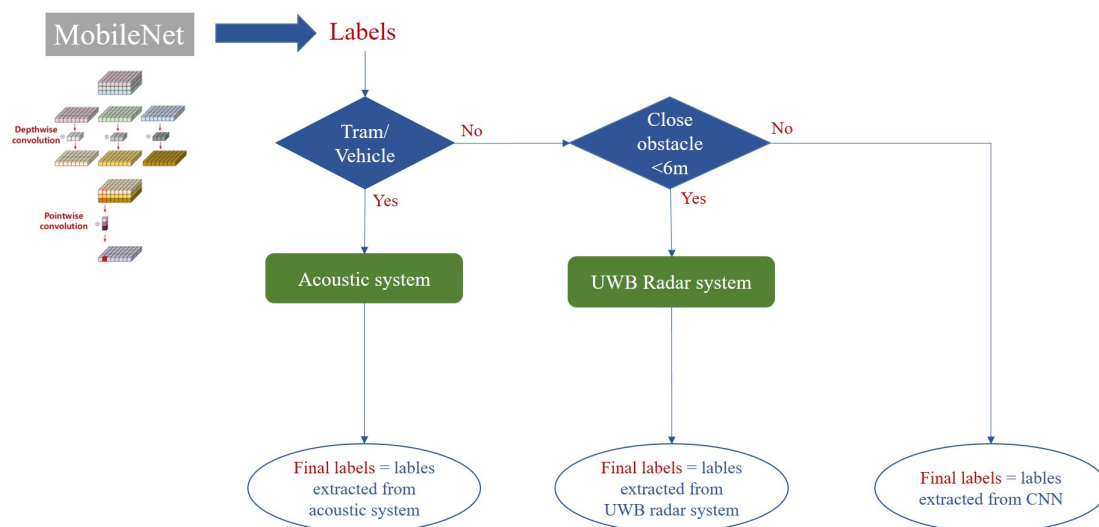 MobileNet
Labels
Depthwise
convolution
Pointwise
convolution
Tram/
Vehicle
No
Close
obstacle
<6m
No
Yes
Yes
Acoustic system
UWB Radar system
Final labels = lables
extracted from
acoustic system
Final labels = lables
extracted from
UWB radar system
Final labels = lables
extracted from CNN